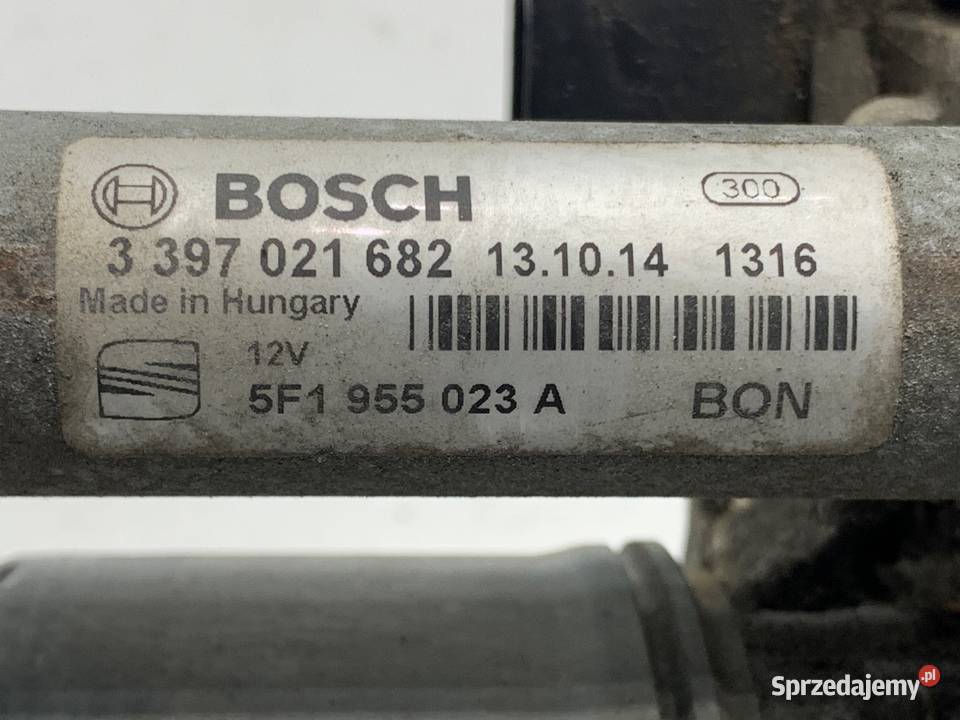 BOSCH 300
3 397 021 682 13.10.14 1316
Made in Hungary
12V
5F1 955 023 A BON
Sprzedajemy.pl